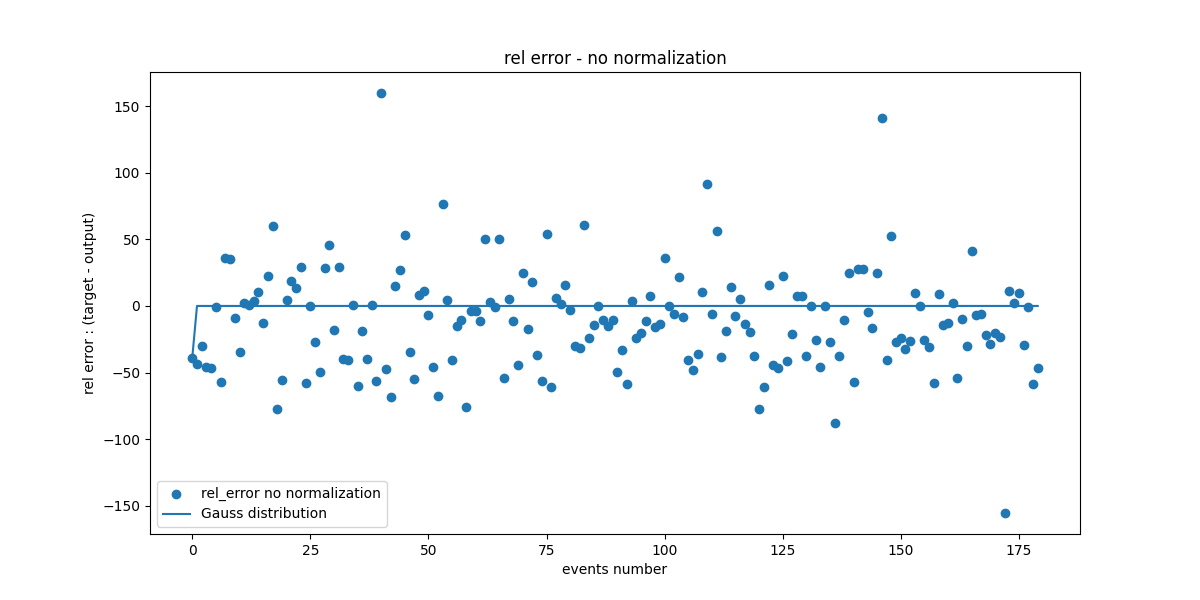 rel error - no normalization
rel error : (target - output)
150
100
50
0
−50
−100
−150
rel_error no normalization
Gauss distribution
0 25 50 75 100 125 150 175
events number